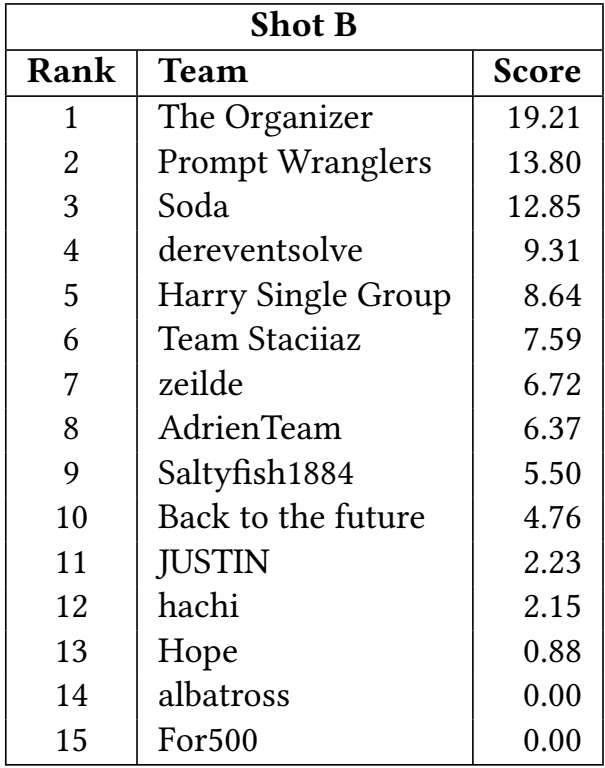 Shot B
Rank Team Score
1 The Organizer 19.21
2 Prompt Wranglers 13.80
3 Soda 12.85
4 dereventsolve 9.31
5 Harry Single Group 8.64
6 Team Staciiaz 7.59
7 zeilde 6.72
8 AdrienTeam 6.37
9 Saltyfish1884 5.50
10 Back to the future 4.76
11 JUSTIN 2.23
12 hachi 2.15
13 Hope 0.88
14 albatross 0.00
15 For500 0.00